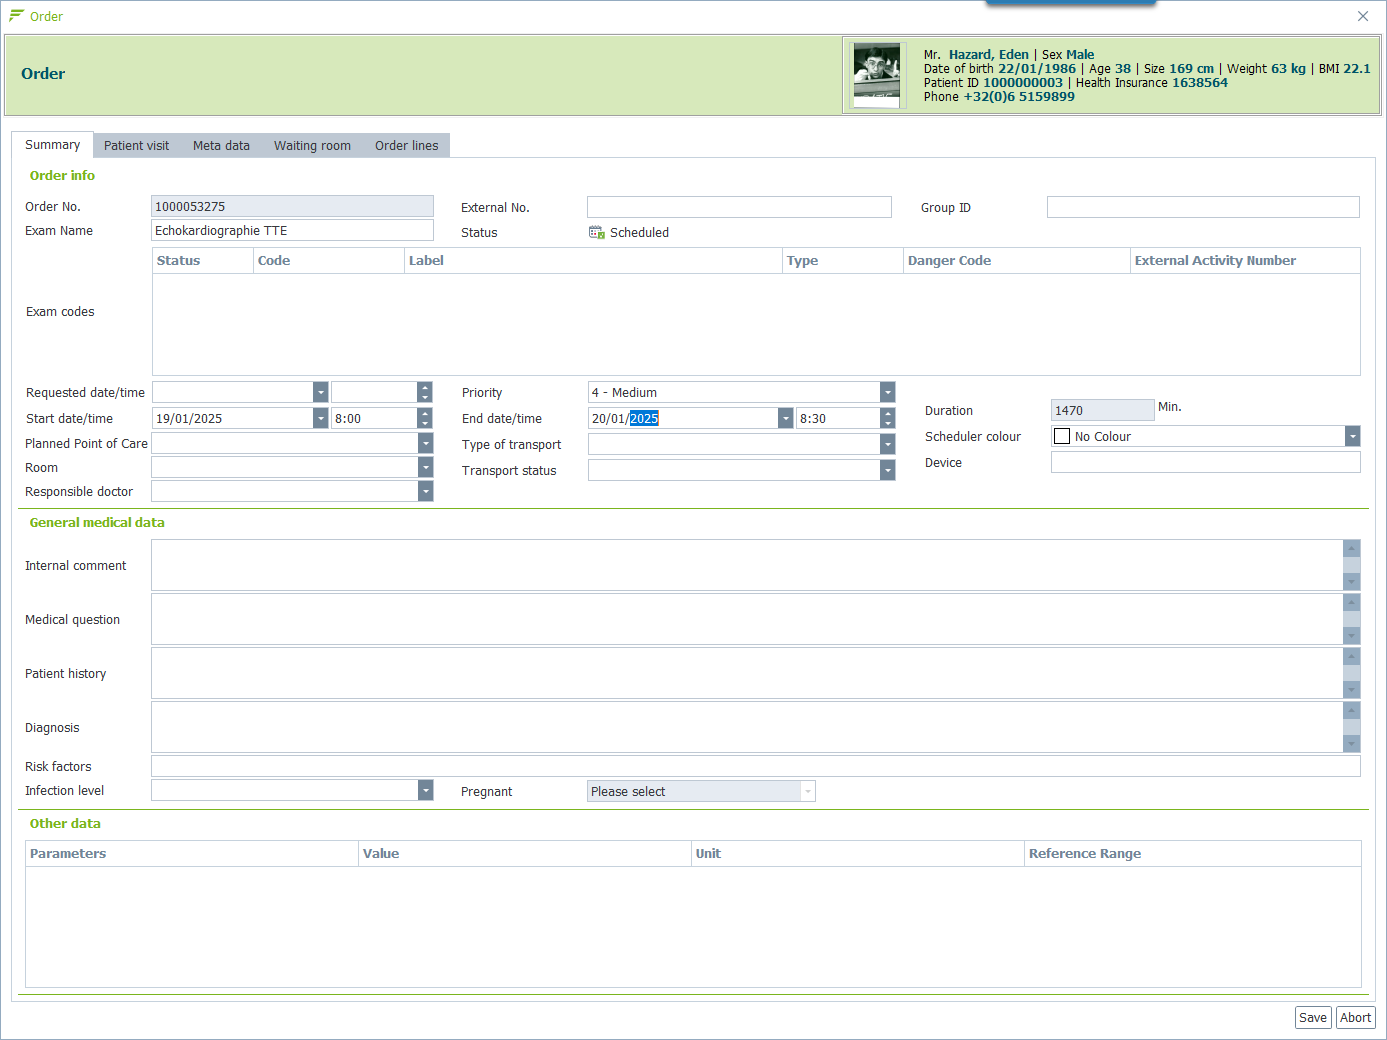 Order
Order
Mr. Hazard, Eden | Sex Male
Date of birth 22/01/1986 | Age 38 | Size 169 cm | Weight 63 kg | BMI 22.1
Patient ID 1000000003 | Health Insurance 1638564
Phone +32(0)6 5159899
Summary Patient visit Meta data Waiting room Order lines
Order info
Order No. 1000053275 External No. Group ID
Exam Name Echokardiographie TTE Status Scheduled
Status Code Label Type Danger Code External Activity Number
Exam codes
Requested date/time Priority 4 - Medium
Start date/time 19/01/2025 8:00 End date/time 20/01/2025 8:30 Duration 1470 Min.
Planned Point of Care Type of transport Scheduler colour No Colour
Room Transport status Device
Responsible doctor
General medical data
Internal comment
Medical question
Patient history
Diagnosis
Risk factors
Infection level Pregnant Please select
Other data
Parameters Value Unit Reference Range
Save Abort